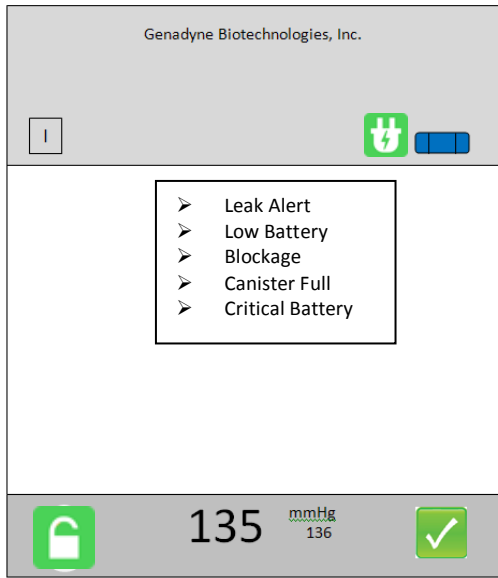 Genadyne Biotechnologies, Inc.
I
➢ Leak Alert
➢ Low Battery
➢ Blockage
➢ Canister Full
➢ Critical Battery
135 mmHg
136